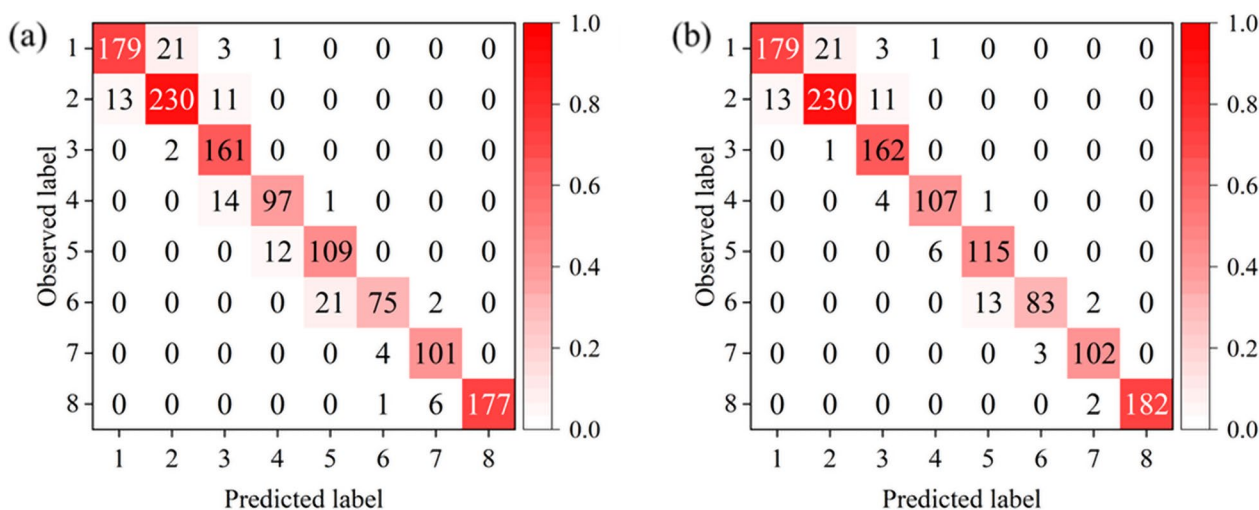 (a)
1 179 21 3 1 0 0 0 0
2 13 230 11 0 0 0 0 0
3 0 2 161 0 0 0 0 0
4 0 0 14 97 1 0 0 0
5 0 0 0 12 109 0 0 0
6 0 0 0 0 21 75 2 0
7 0 0 0 0 0 4 101 0
8 0 0 0 0 0 1 6 177
1 2 3 4 5 6 7 8
Predicted label
Observed label
1.0
0.8
0.6
0.4
0.2
0.0
(b)
1 179 21 3 1 0 0 0 0
2 13 230 11 0 0 0 0 0
3 0 1 162 0 0 0 0 0
4 0 0 4 107 1 0 0 0
5 0 0 0 6 115 0 0 0
6 0 0 0 0 13 83 2 0
7 0 0 0 0 0 3 102 0
8 0 0 0 0 0 0 2 182
1 2 3 4 5 6 7 8
Predicted label
Observed label
1.0
0.8
0.6
0.4
0.2
0.0